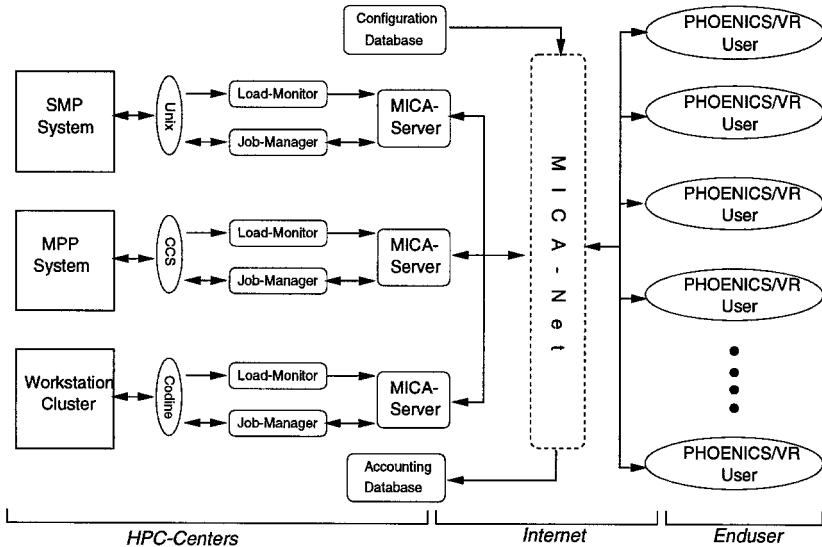 Configuration
Database
SMP
System
Unix
Load-Monitor
Job-Manager
MICA-
Server
MPP
System
CCS
Load-Monitor
Job-Manager
MICA-
Server
Workstation
Cluster
Codine
Load-Monitor
Job-Manager
MICA-
Server
Accounting
Database
MICA-Net
PHOENICS/VR
User
PHOENICS/VR
User
PHOENICS/VR
User
PHOENICS/VR
User
PHOENICS/VR
User
HPC-Centers
Internet
Enduser